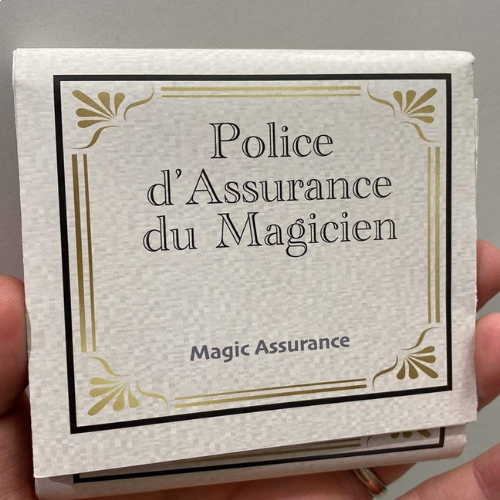 Police
d'Assurance
du Magicien
Magic Assurance